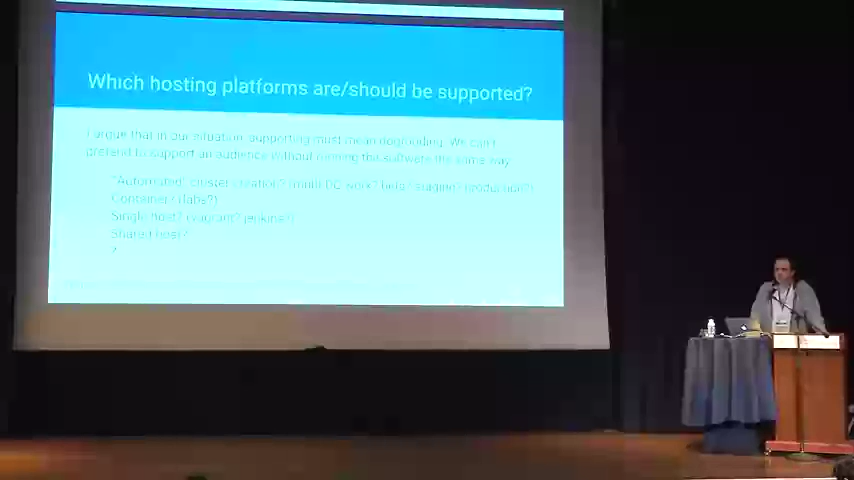 Which hosting platforms are/should be supported?
I argue that in our situation, supporting must mean dogfooding. We can't
pretend to support an audience without running the software the same way.
"Automated" cluster creation? (multi-DC work? labs? staging? production?)
Container? (labs?)
Single host? (vagrant? jenkins?)
Shared host?
?